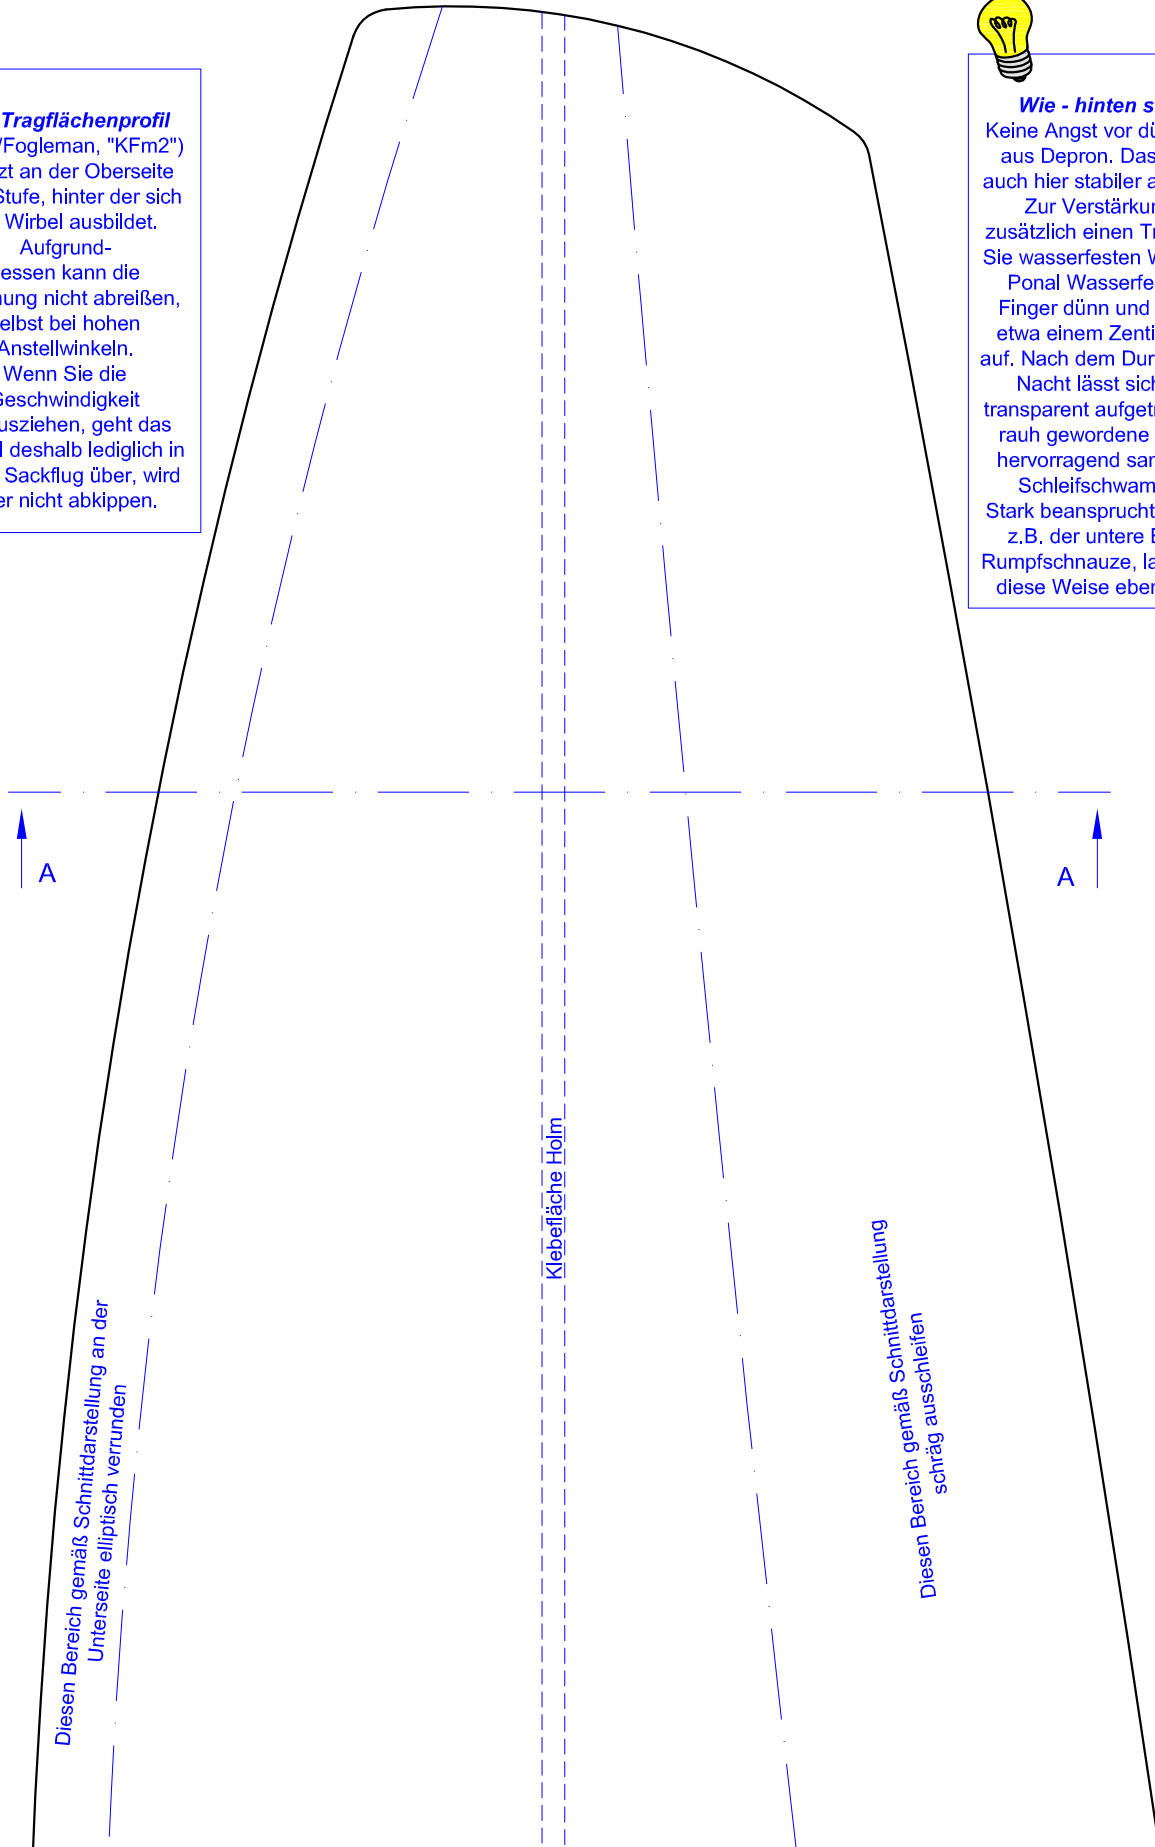 Tragflächenprofil
/Fogleman, "KFm2")
zt an der Oberseite
Stufe, hinter der sich
Wirbel ausbildet.
Aufgrund-
essen kann die
ung nicht abreißen,
elbst bei hohen
Anstellwinkeln.
Wenn Sie die
Geschwindigkeit
usziehen, geht das
l deshalb lediglich in
Sackflug über, wird
er nicht abkippen.
Wie - hinten s
Keine Angst vor dü
aus Depron. Das
auch hier stabiler a
Zur Verstärkur
zusätzlich einen Tr
Sie wasserfesten W
Ponal Wasserfe
Finger dünn und
etwa einem Zenti
auf. Nach dem Dur
Nacht lässt sich
transparent aufgetr
rauh gewordene
hervorragend sar
Schleifschwam
Stark beansprucht
z.B. der untere B
Rumpfschnauze, la
diese Weise eber
A
A
Klebefläche Holm
Diesen Bereich gemäß Schnittdarstellung an der
Unterseite elliptisch verrunden
Diesen Bereich gemäß Schnittdarstellung
schräg ausschleifen